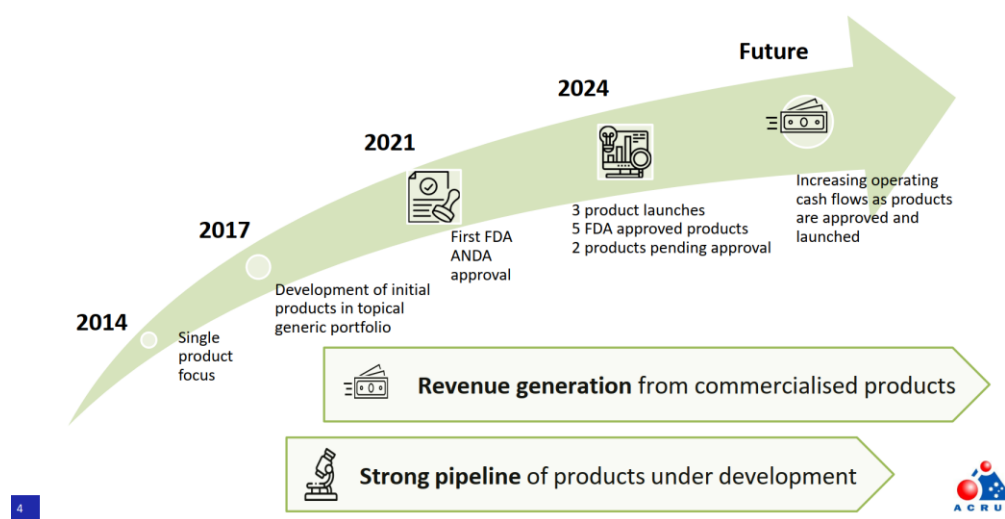 Future
2024
2021
2017
2014
Increasing operating
cash flows as products
are approved and
launched
3 product launches
5 FDA approved products
2 products pending approval
First FDA
ANDA
approval
Development of initial
products in topical
generic portfolio
Single
product
focus
Revenue generation from commercialised products
Strong pipeline of products under development
4
A C R U